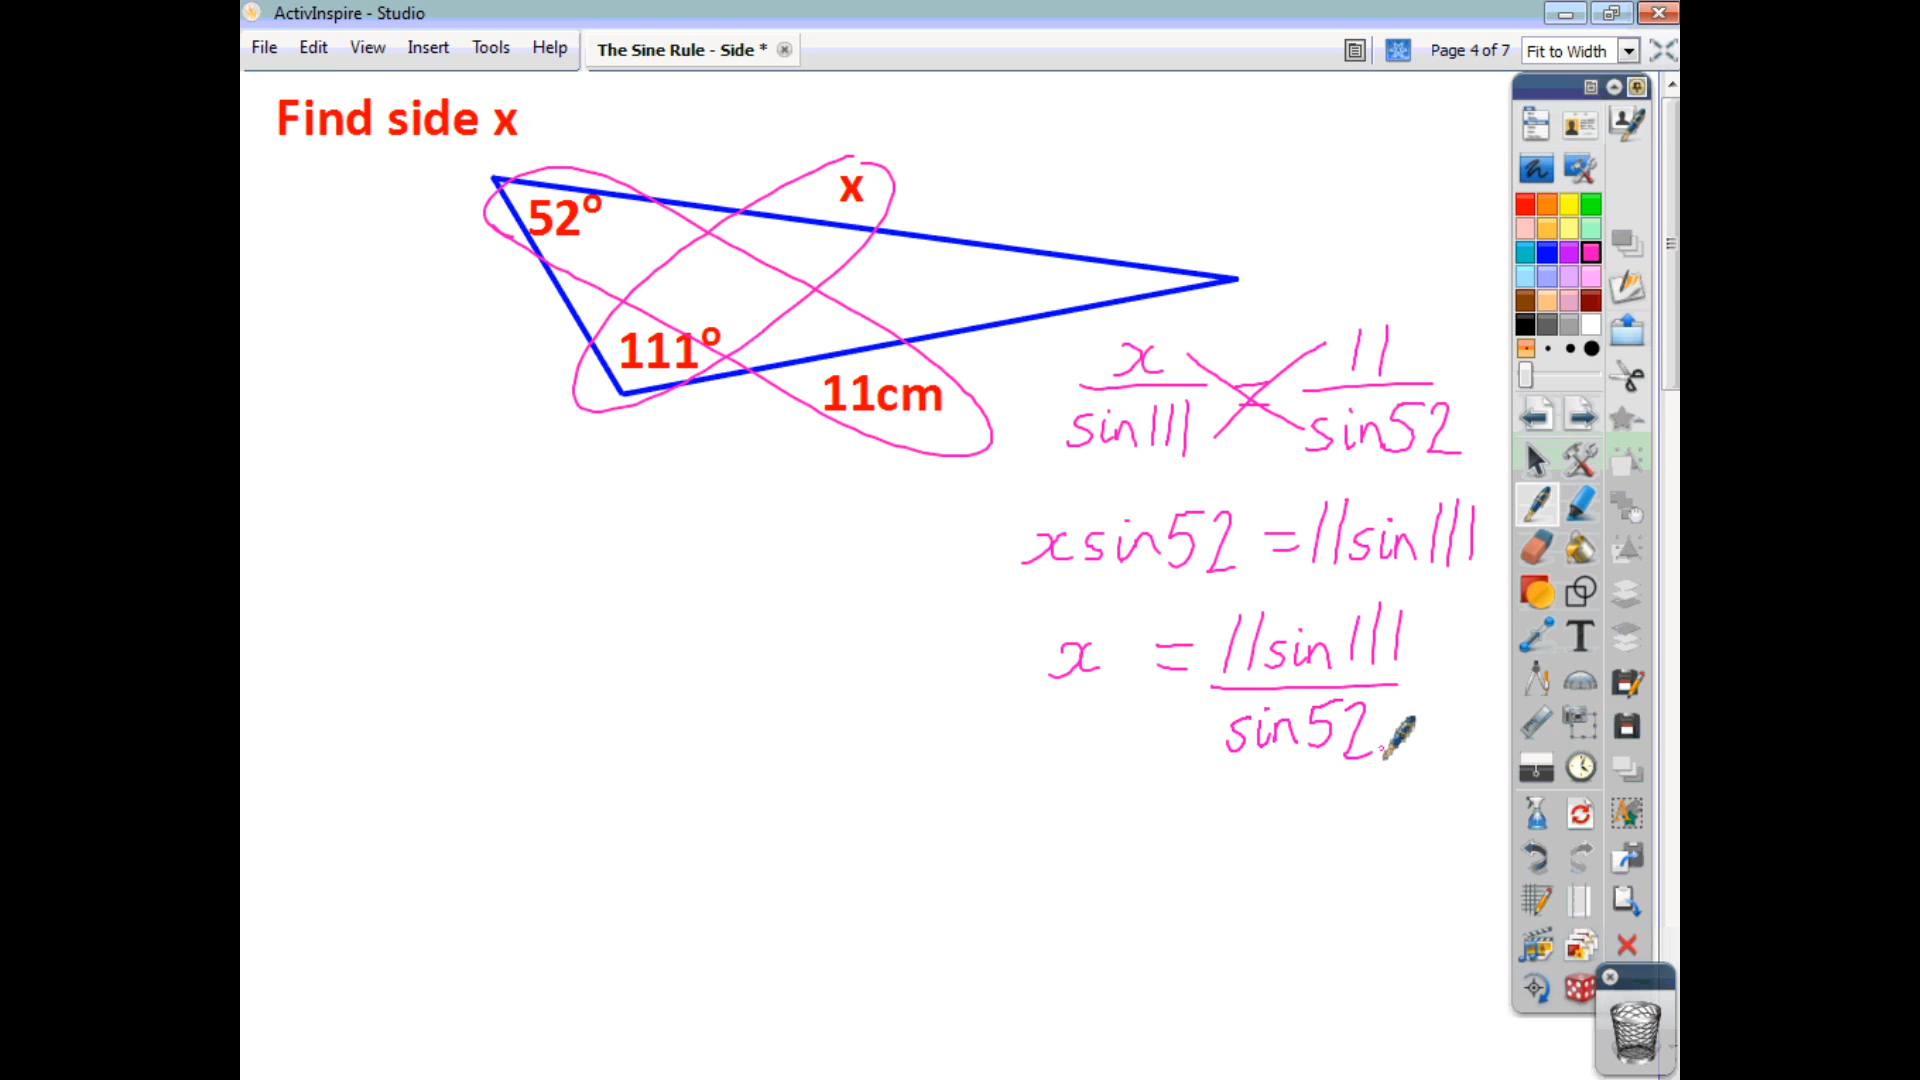 ActivInspire - Studio
File Edit View Insert Tools Help
The Sine Rule - Side *
Page 4 of 7
Fit to Width
Find side x
x
52°
111°
11cm
x/sin111 = 11/sin52
x sin52 = 11sin111
x = 11sin111/sin52